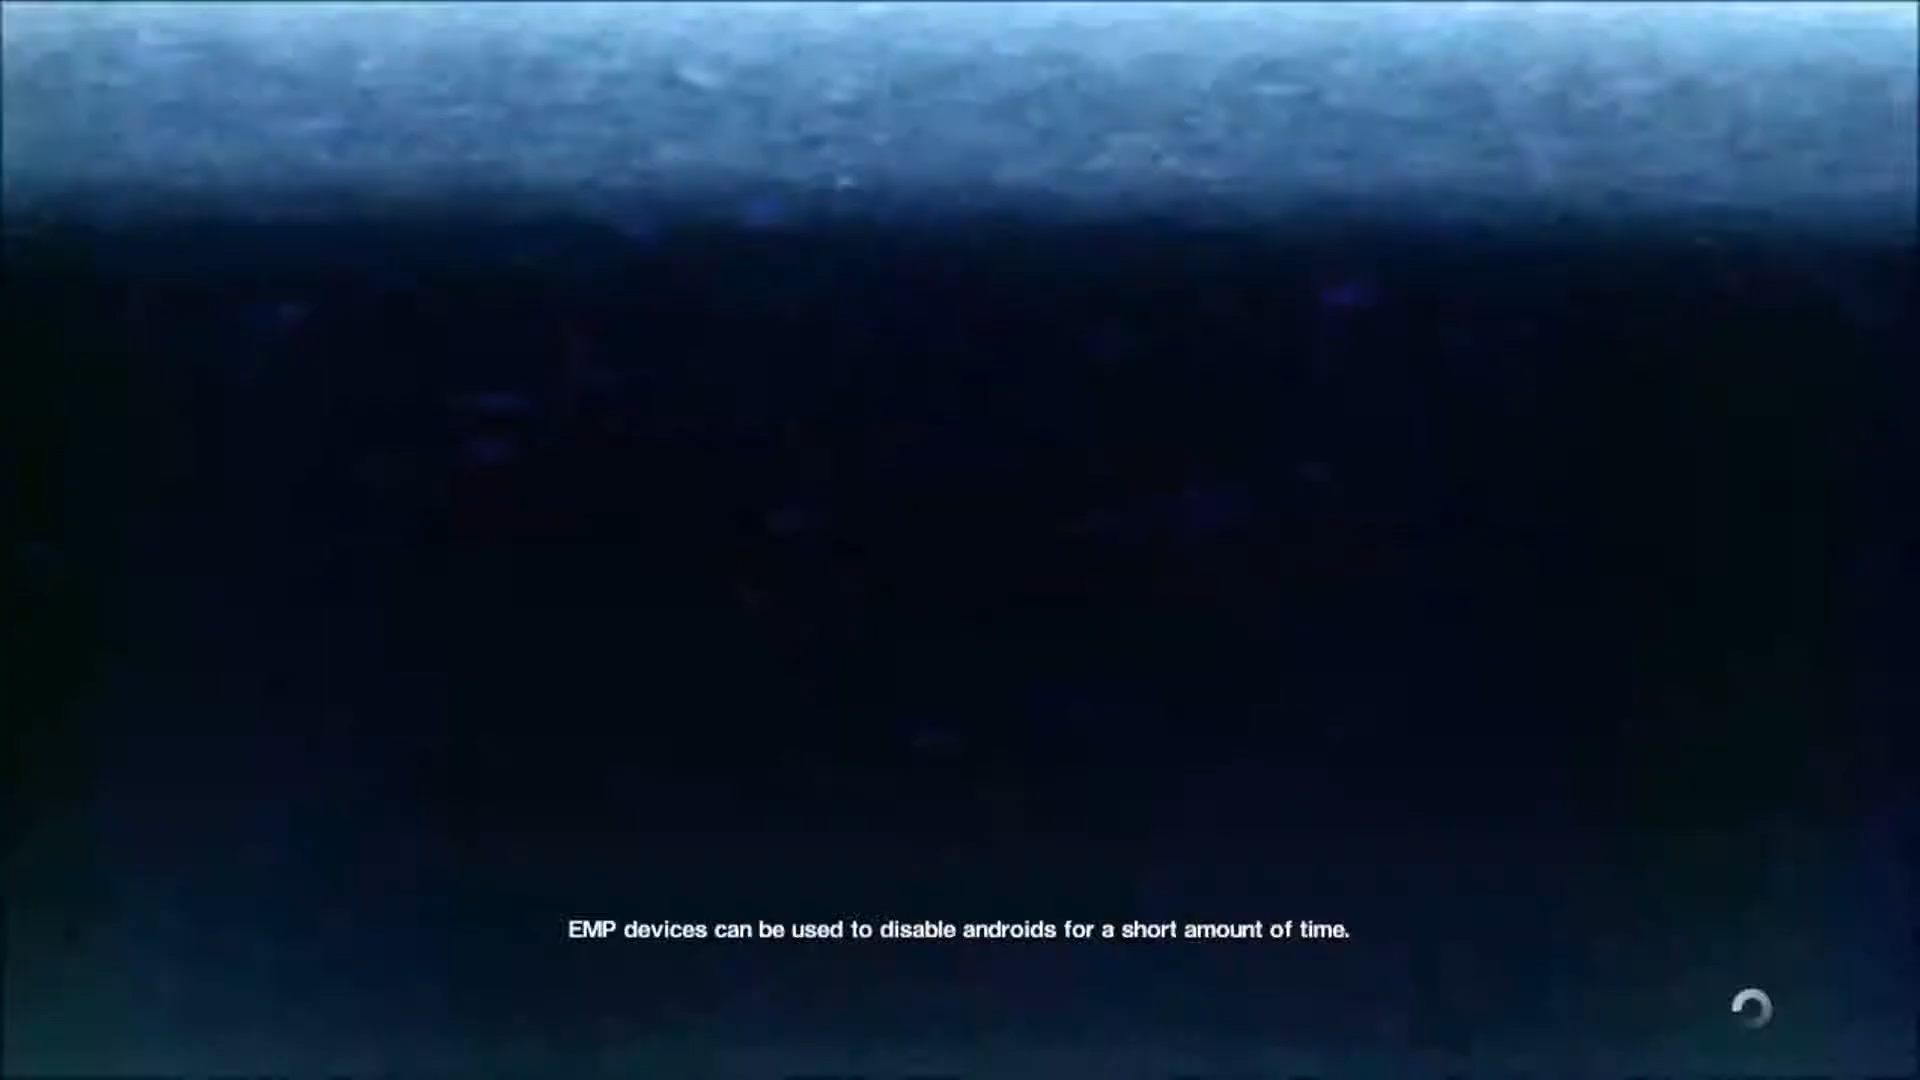 EMP devices can be used to disable androids for a short amount of time.